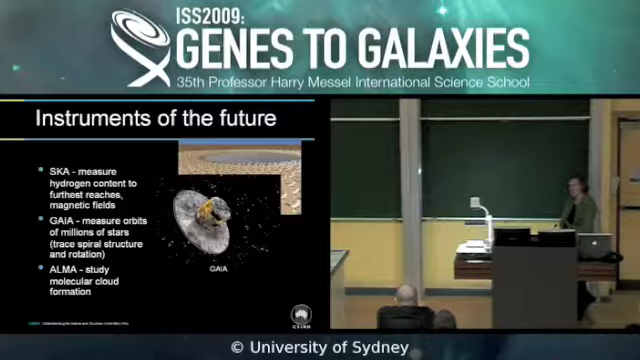 ISS2009:
GENES TO GALAXIES
35th Professor Harry Messel International Science School
Instruments of the future
SKA - measure
hydrogen content to
furthest reaches,
magnetic fields
GAIA - measure orbits
of millions of stars
(trace spiral structure
and rotation)
ALMA - study
molecular cloud
formation
GAIA
CSIRO
© University of Sydney